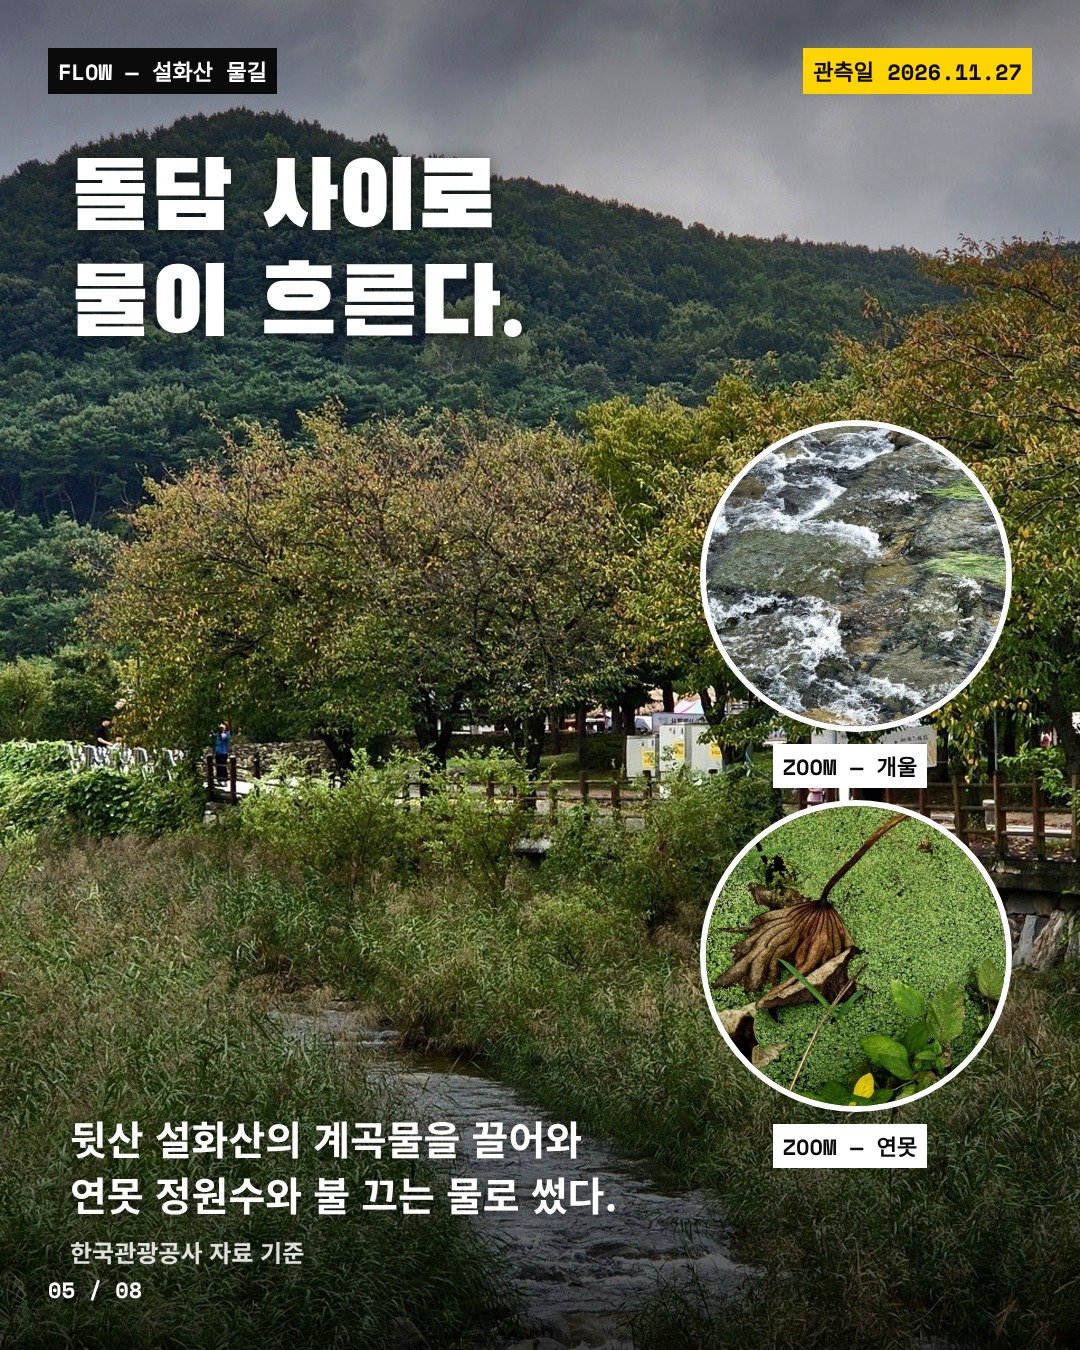 FLOW — 설화산 물길
관측일 2026.11.27
돌담 사이로
물이 흐른다.
ZOOM — 개울
ZOOM — 연못
뒷산 설화산의 계곡물을 끌어와
연못 정원수와 불 끄는 물로 썼다.
한국관광공사 자료 기준
05 / 08